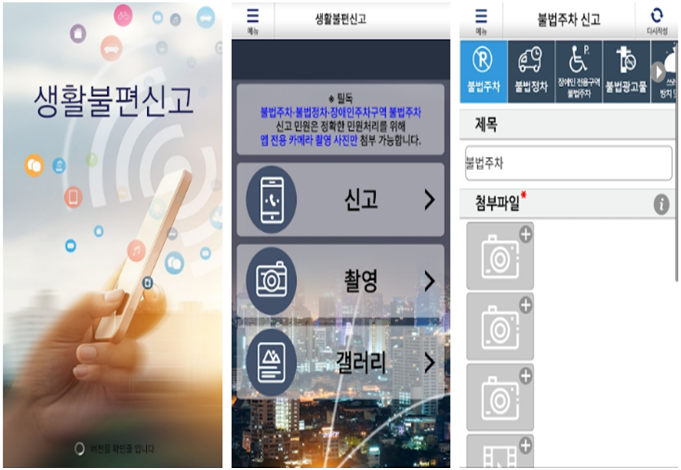 생활불편신고
버전을 확인중 입니다.
메뉴
생활불편신고
※ 필독
불법주차·불법정차·장애인주차구역 불법주차
신고 민원은 정확한 민원처리를 위해
앱 전용 카메라 촬영 사진만 첨부 가능합니다.
신고
촬영
갤러리
메뉴
불법주차 신고
다시작성
불법주차
불법정차
장애인 전용구역
불법주차
불법광고물
제목
불법주차
첨부파일*